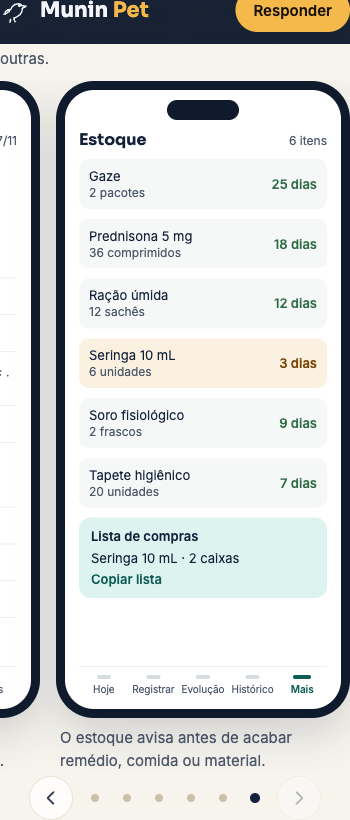 Munin Pet
Responder
outras.
7/11
Estoque
6 itens
Gaze
2 pacotes
25 dias
Prednisona 5 mg
36 comprimidos
18 dias
Ração úmida
12 sachês
12 dias
Seringa 10 mL
6 unidades
3 dias
Soro fisiológico
2 frascos
9 dias
Tapete higiênico
20 unidades
7 dias
Lista de compras
Seringa 10 mL · 2 caixas
Copiar lista
Hoje
Registrar
Evolução
Histórico
Mais
O estoque avisa antes de acabar
remédio, comida ou material.